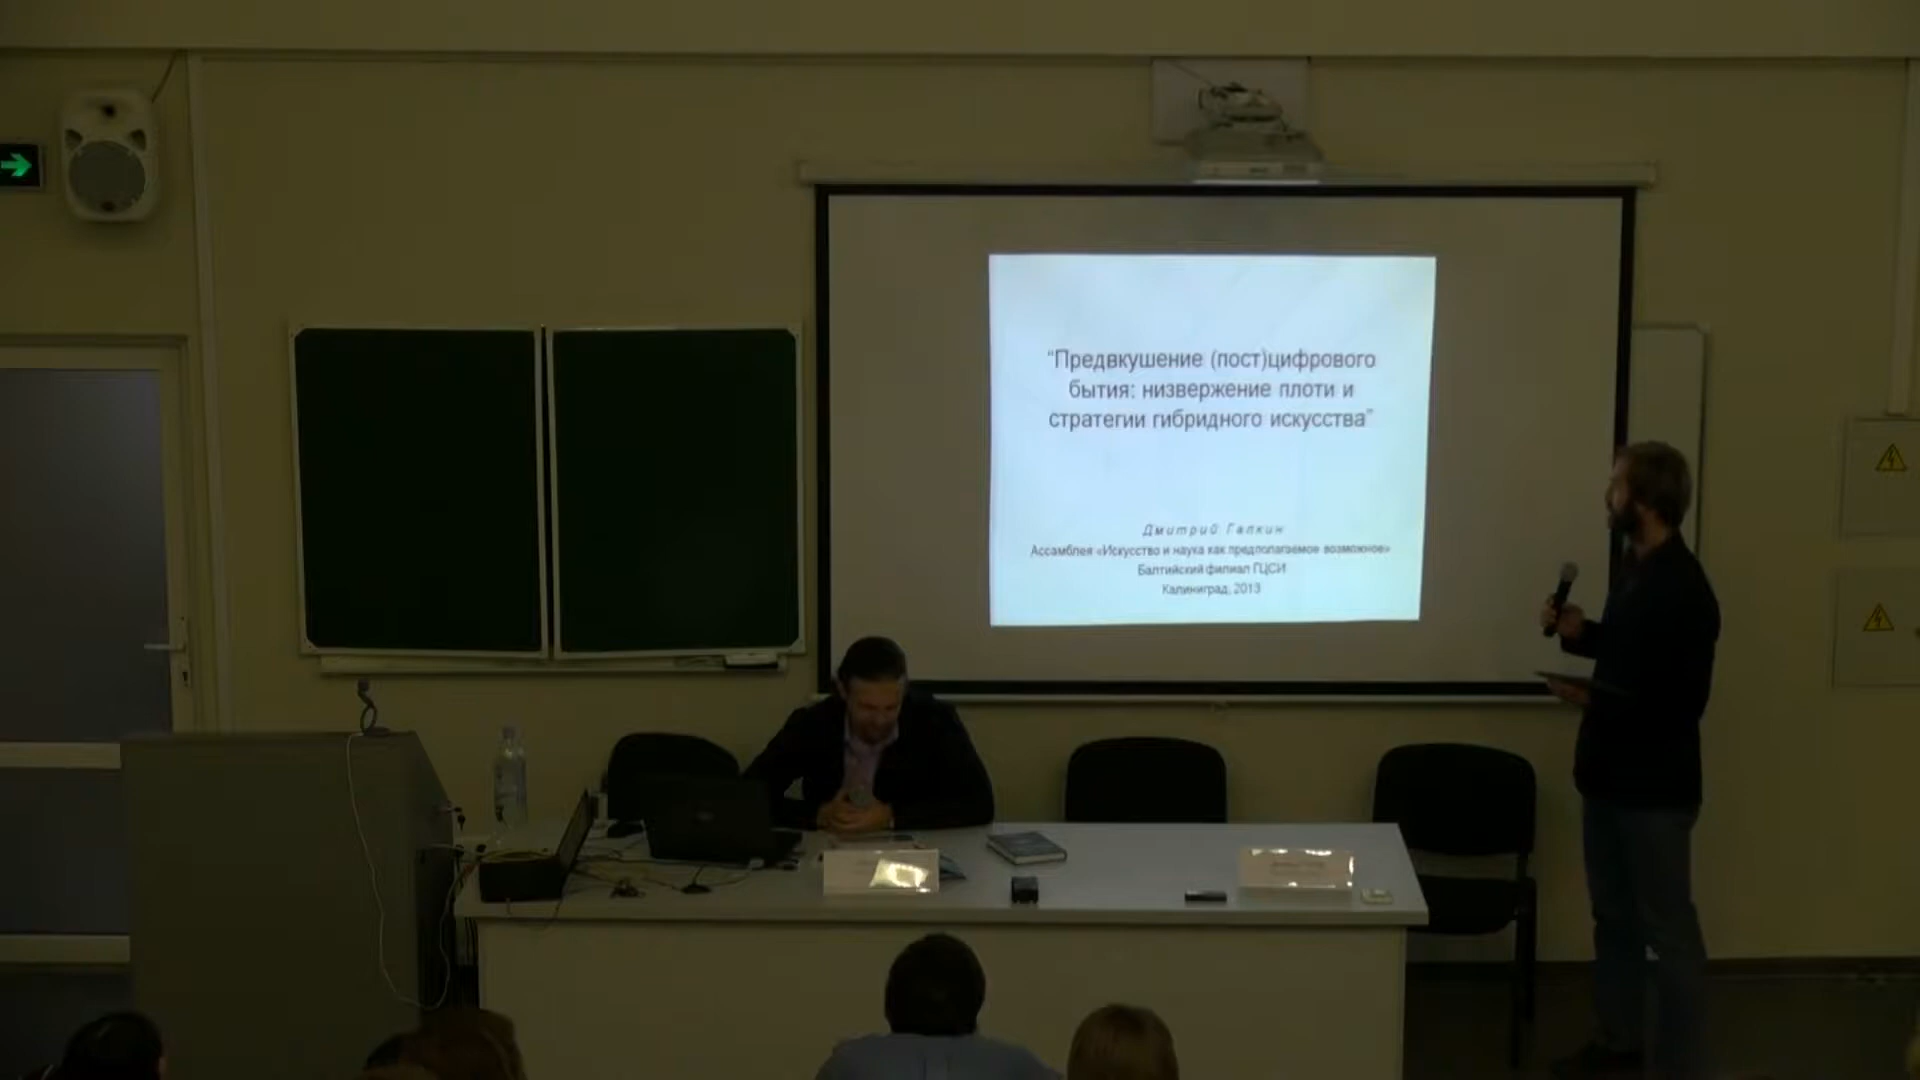 “Предвкушение (пост)цифрового
бытия: низвержение плоти и
стратегии гибридного искусства”
Дмитрий Галкин
Ассамблея «Искусство и наука как предполагаемое возможное»
Балтийский филиал ГЦСИ
Калининград, 2013